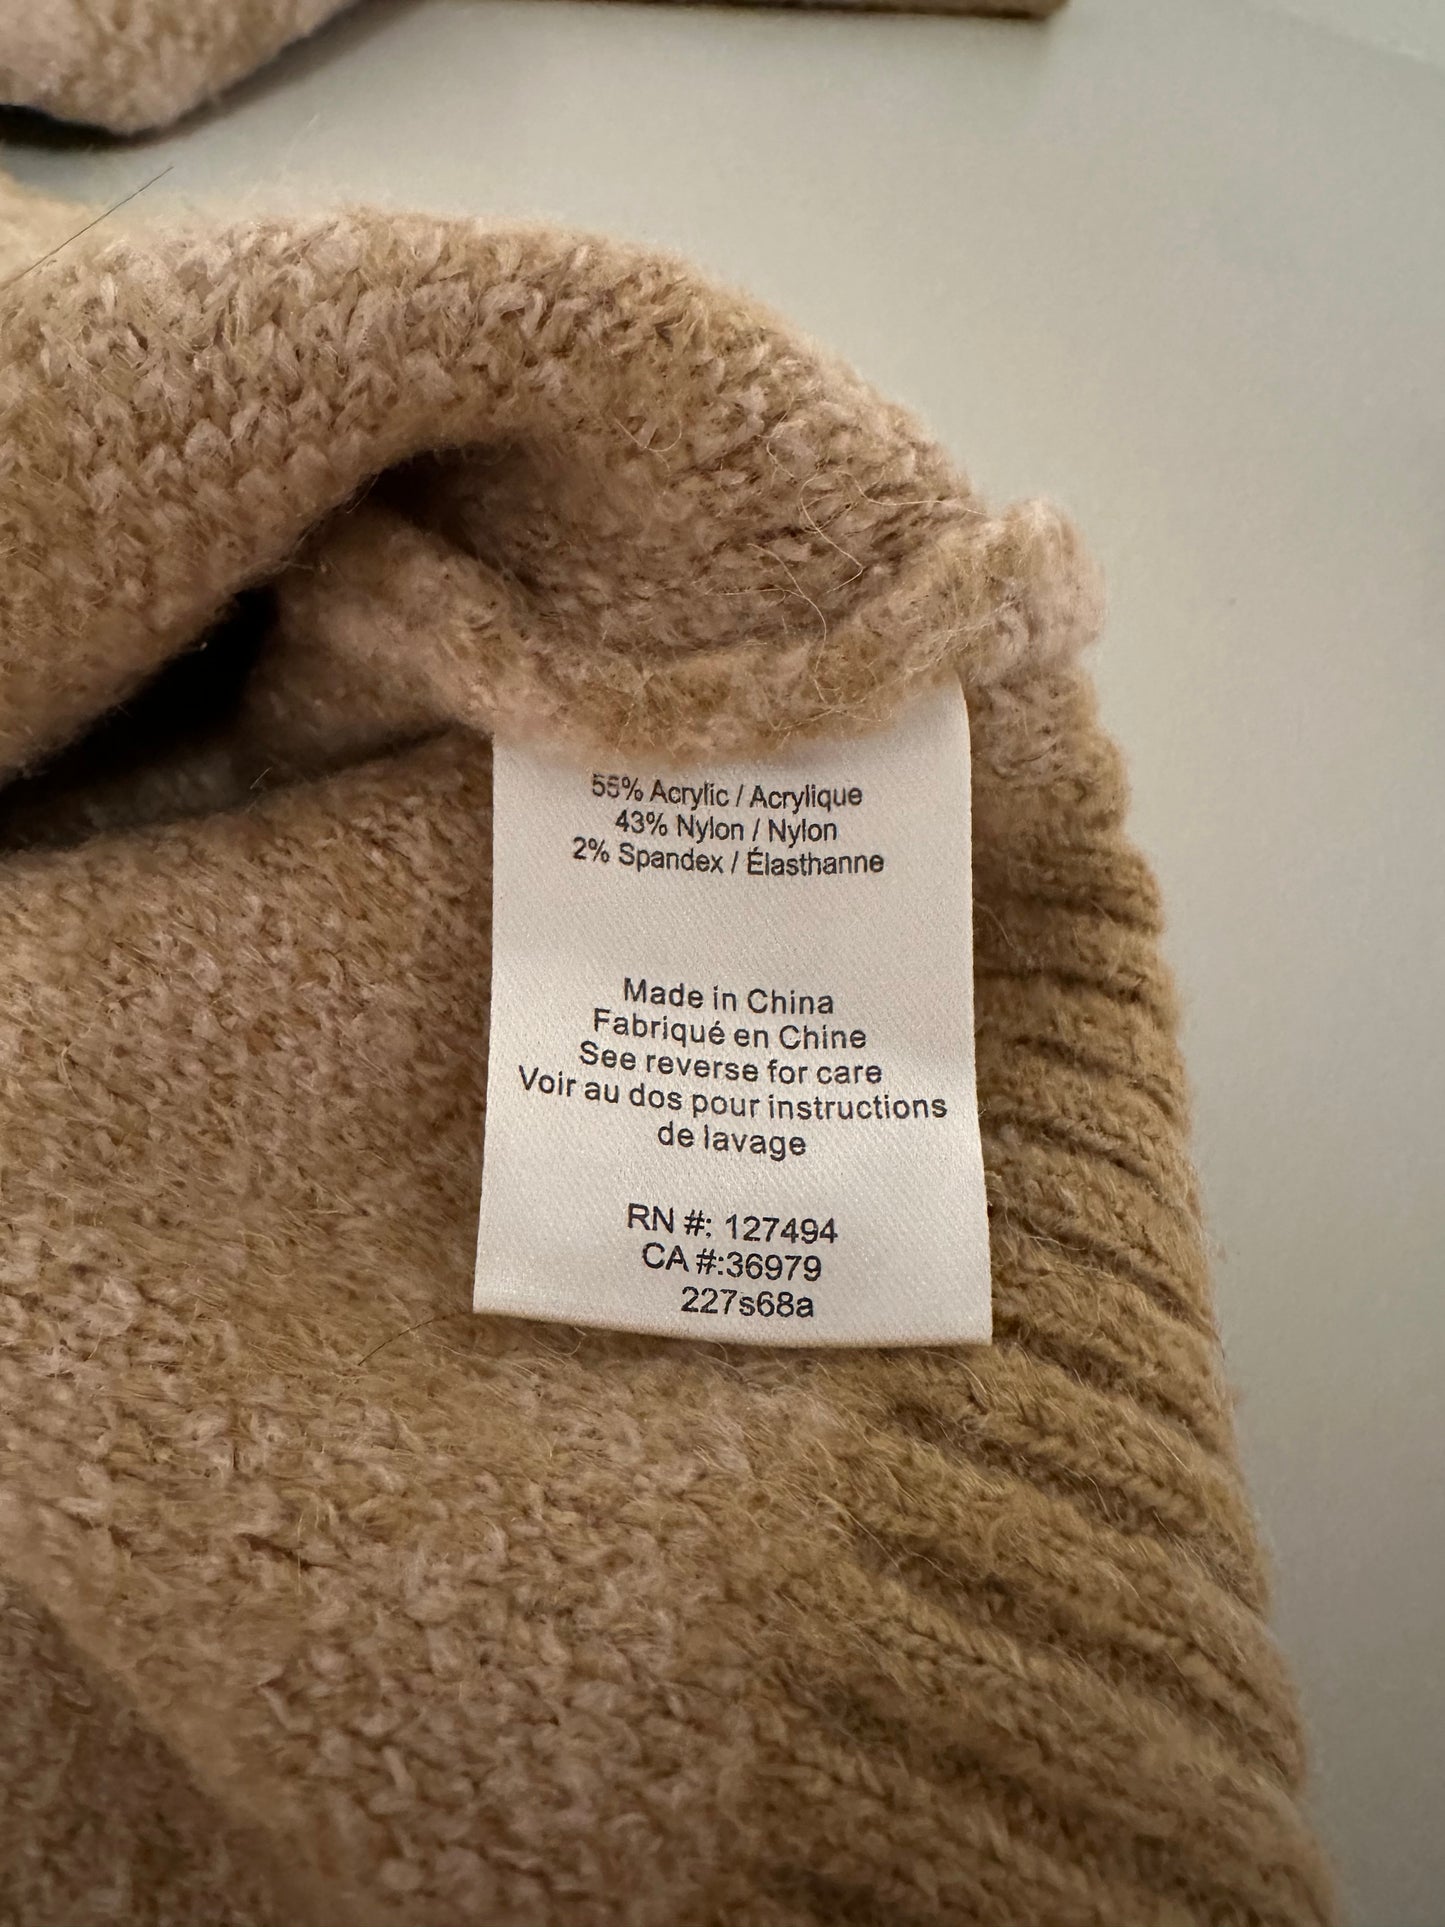 55% Acrylic / Acrylique
43% Nylon / Nylon
2% Spandex / Élasthanne
Made in China
Fabriqué en Chine
See reverse for care
Voir au dos pour instructions
de lavage
RN #: 127494
CA #:36979
227s68a